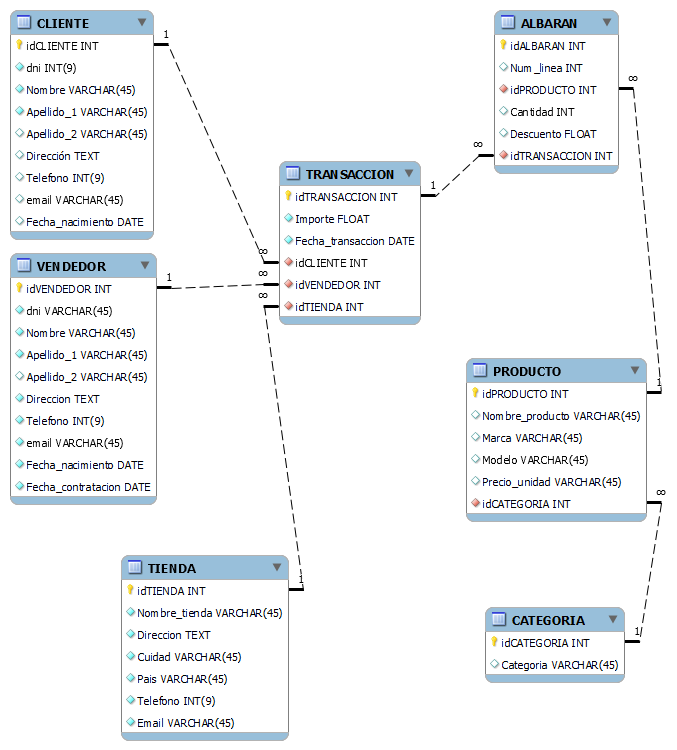 CLIENTE
idCLIENTE INT
dni INT(9)
Nombre VARCHAR(45)
Apellido_1 VARCHAR(45)
Apellido_2 VARCHAR(45)
Dirección TEXT
Telefono INT(9)
email VARCHAR(45)
Fecha_nacimiento DATE
1
VENDEDOR
idVENDEDOR INT
dni VARCHAR(45)
Nombre VARCHAR(45)
Apellido_1 VARCHAR(45)
Apellido_2 VARCHAR(45)
Direccion TEXT
Telefono INT(9)
email VARCHAR(45)
Fecha_nacimiento DATE
Fecha_contratacion DATE
1
TIENDA
idTIENDA INT
Nombre_tienda VARCHAR(45)
Direccion TEXT
Cuidad VARCHAR(45)
Pais VARCHAR(45)
Telefono INT(9)
Email VARCHAR(45)
1
TRANSACCION
idTRANSACCION INT
Importe FLOAT
Fecha_transaccion DATE
idCLIENTE INT
idVENDEDOR INT
idTIENDA INT
∞
∞
∞
1
ALBARAN
idALBARAN INT
Num_linea INT
idPRODUCTO INT
Cantidad INT
Descuento FLOAT
idTRANSACCION INT
∞
∞
PRODUCTO
idPRODUCTO INT
Nombre_producto VARCHAR(45)
Marca VARCHAR(45)
Modelo VARCHAR(45)
Precio_unidad VARCHAR(45)
idCATEGORIA INT
1
∞
CATEGORIA
idCATEGORIA INT
Categoria VARCHAR(45)
1